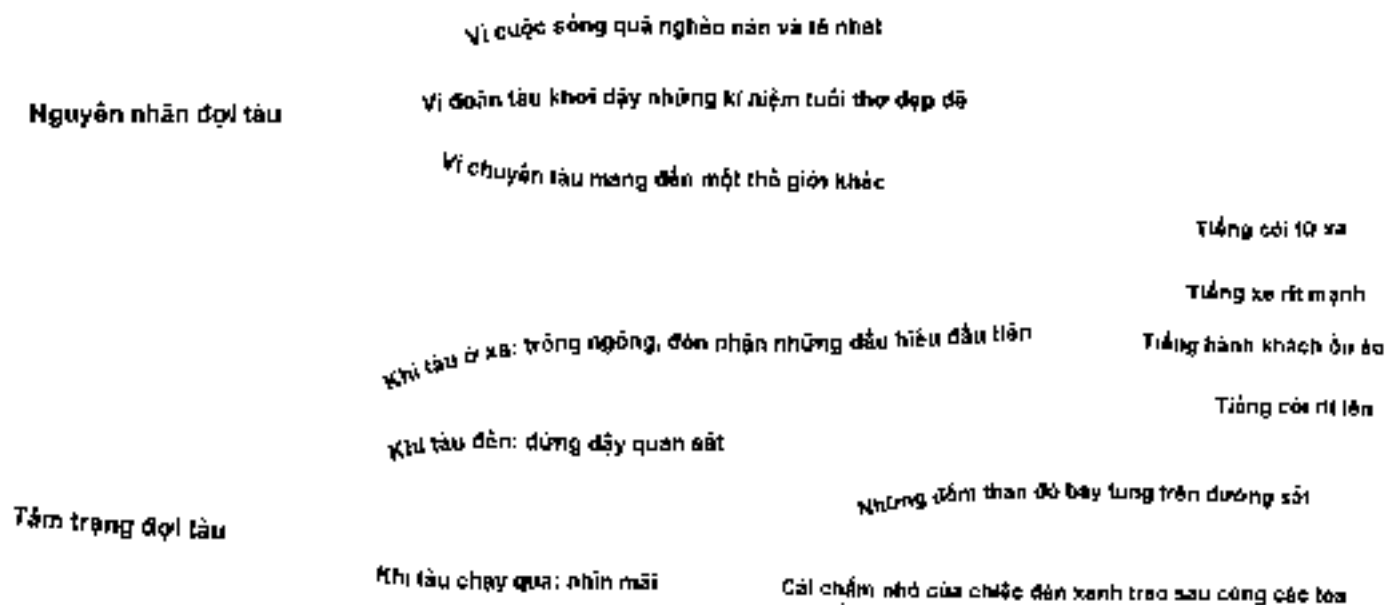 Vì cuộc sống quá nghèo nàn và tẻ nhạt
Nguyên nhân đợi tàu
Vì đoàn tàu khơi dậy những kí niệm tuổi thơ đẹp đẽ
Vì chuyến tàu mang đến một thế giới khác
Tiếng còi từ xa
Tiếng xe rít mạnh
Khi tàu ở xa: trông ngóng, đón nhận những dấu hiệu đầu tiên
Tiếng hành khách ồn ào
Tiếng còi rít lên
Khi tàu đến: đứng dậy quan sát
Những đốm than đỏ bay tung trên đường sắt
Tâm trạng đợi tàu
Khi tàu chạy qua: nhìn mãi
Cái chấm nhỏ của chiếc đèn xanh treo sau cùng các toa